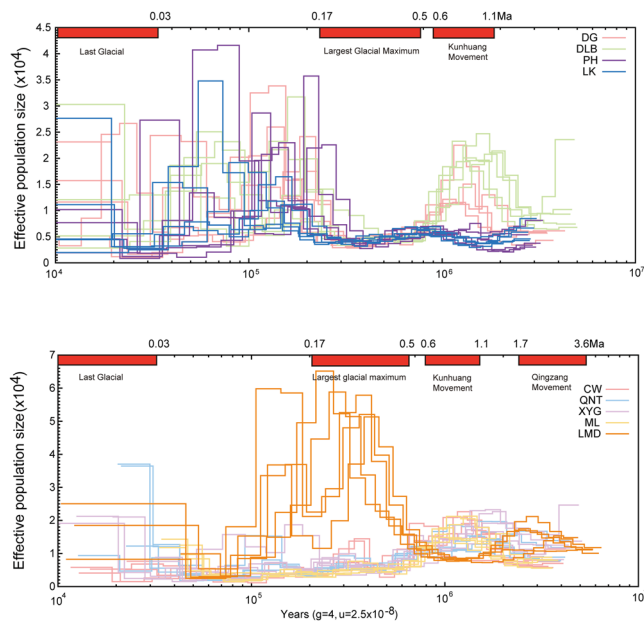 0.03 0.17 0.5 0.6 1.1Ma
4.5
4
3.5
3
2.5
2
1.5
1
0.5
0
Effective population size (x10⁴)
Last Glacial
Largest Glacial Maximum
Kunhuang
Movement
DG
DLB
PH
LK
10⁴ 10⁵ 10⁶ 10⁷
0.03 0.17 0.5 0.6 1.1 1.7 3.6Ma
7
6
5
4
3
2
1
0
Effective population size(x10⁴)
Last Glacial
Largest glacial maximum
Kunhuang
Movement
Qingzang
Movement
CW
QNT
XYG
ML
LMD
10⁴ 10⁵ 10⁶ 10⁷
Years (g=4, u=2.5x10⁻⁸)